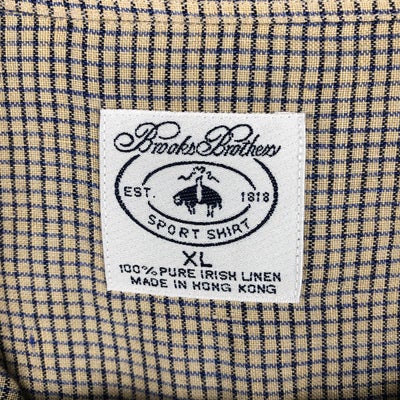 Brooks Brothers
EST. 1818
SPORT SHIRT
XL
100% PURE IRISH LINEN
MADE IN HONG KONG